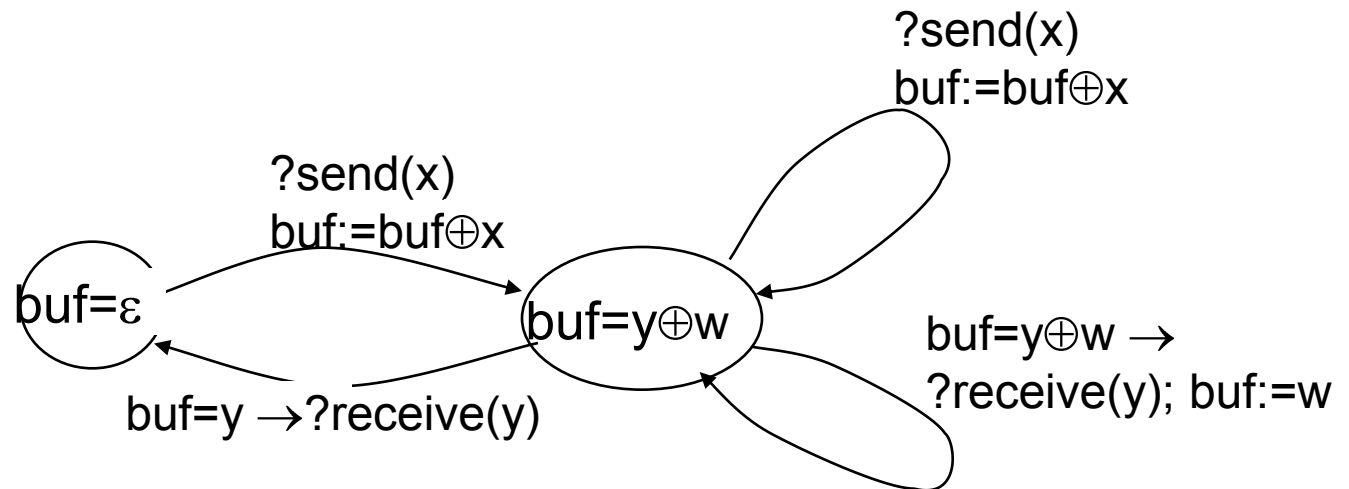 ?send(x)
buf:=buf⊕x
?send(x)
buf:=buf⊕x
buf=ε
buf=y⊕w
buf=y⊕w →
?receive(y); buf:=w
buf=y →?receive(y)